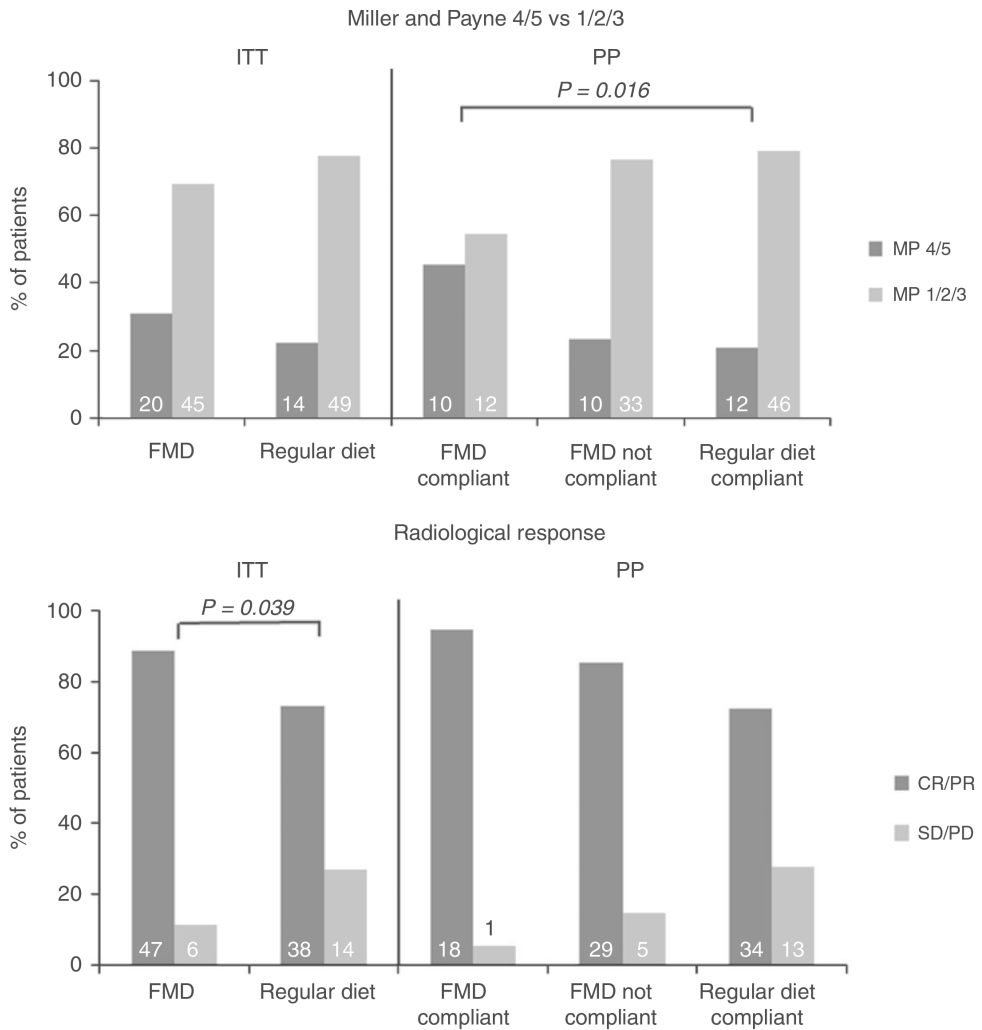 Miller and Payne 4/5 vs 1/2/3
ITT
PP
P = 0.016
100
80
60
40
20
0
% of patients
20 45 14 49 10 12 10 33 12 46
FMD
Regular diet
FMD
compliant
FMD not
compliant
Regular diet
compliant
MP 4/5
MP 1/2/3
Radiological response
ITT
PP
P = 0.039
100
80
60
40
20
0
% of patients
1
47 6 38 14 18 29 5 34 13
FMD
Regular diet
FMD
compliant
FMD not
compliant
Regular diet
compliant
CR/PR
SD/PD